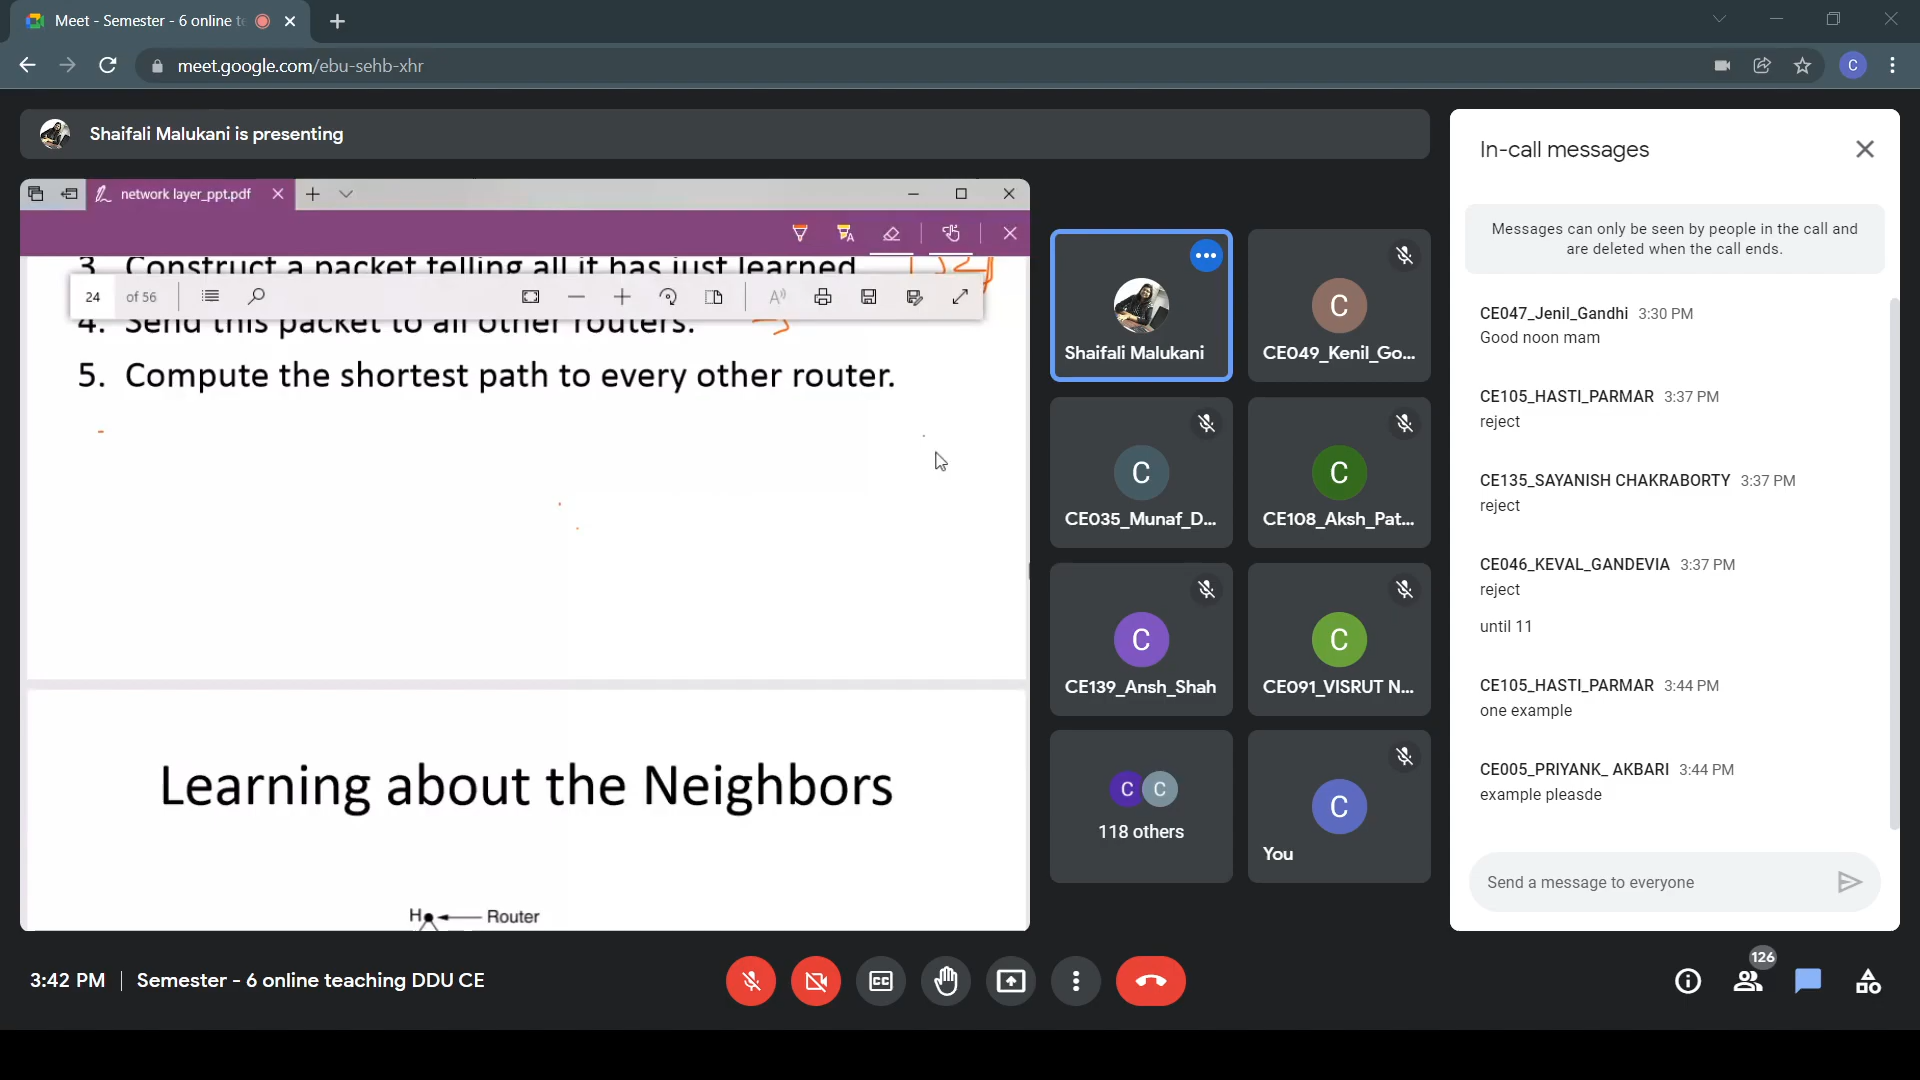 Meet - Semester - 6 online te
meet.google.com/ebu-sehb-xhr
C
Shaifali Malukani is presenting
network layer_ppt.pdf
3. Construct a packet telling all it has just learned
24 of 56
4. Send this packet to all other routers.
5. Compute the shortest path to every other router.
Learning about the Neighbors
H
Router
Shaifali Malukani
C
CE049_Kenil_Go...
C
CE035_Munaf_D...
C
CE108_Aksh_Pat...
C
CE139_Ansh_Shah
C
CE091_VISRUT N...
C C
118 others
C
You
In-call messages
Messages can only be seen by people in the call and
are deleted when the call ends.
CE047_Jenil_Gandhi 3:30 PM
Good noon mam
CE105_HASTI_PARMAR 3:37 PM
reject
CE135_SAYANISH CHAKRABORTY 3:37 PM
reject
CE046_KEVAL_GANDEVIA 3:37 PM
reject
until 11
CE105_HASTI_PARMAR 3:44 PM
one example
CE005_PRIYANK_ AKBARI 3:44 PM
example pleasde
Send a message to everyone
3:42 PM | Semester - 6 online teaching DDU CE
CC
126